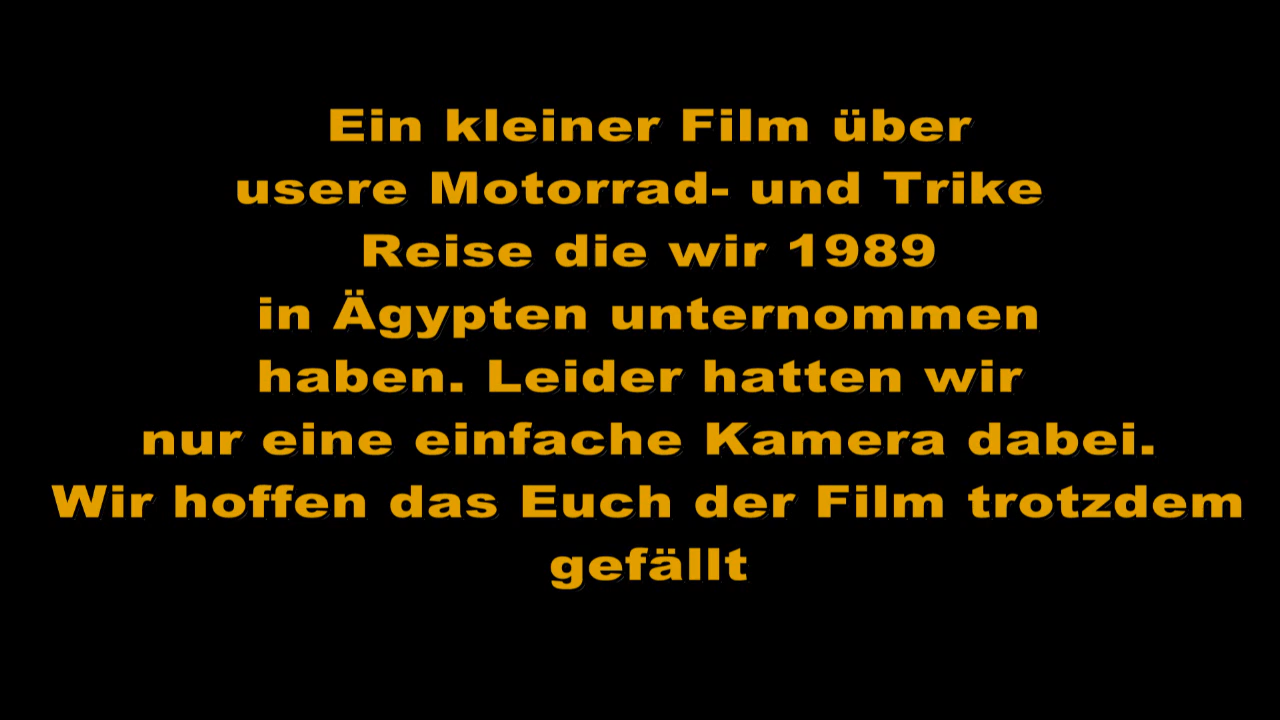 Ein kleiner Film über
usere Motorrad- und Trike
Reise die wir 1989
in Ägypten unternommen
haben. Leider hatten wir
nur eine einfache Kamera dabei.
Wir hoffen das Euch der Film trotzdem
gefällt